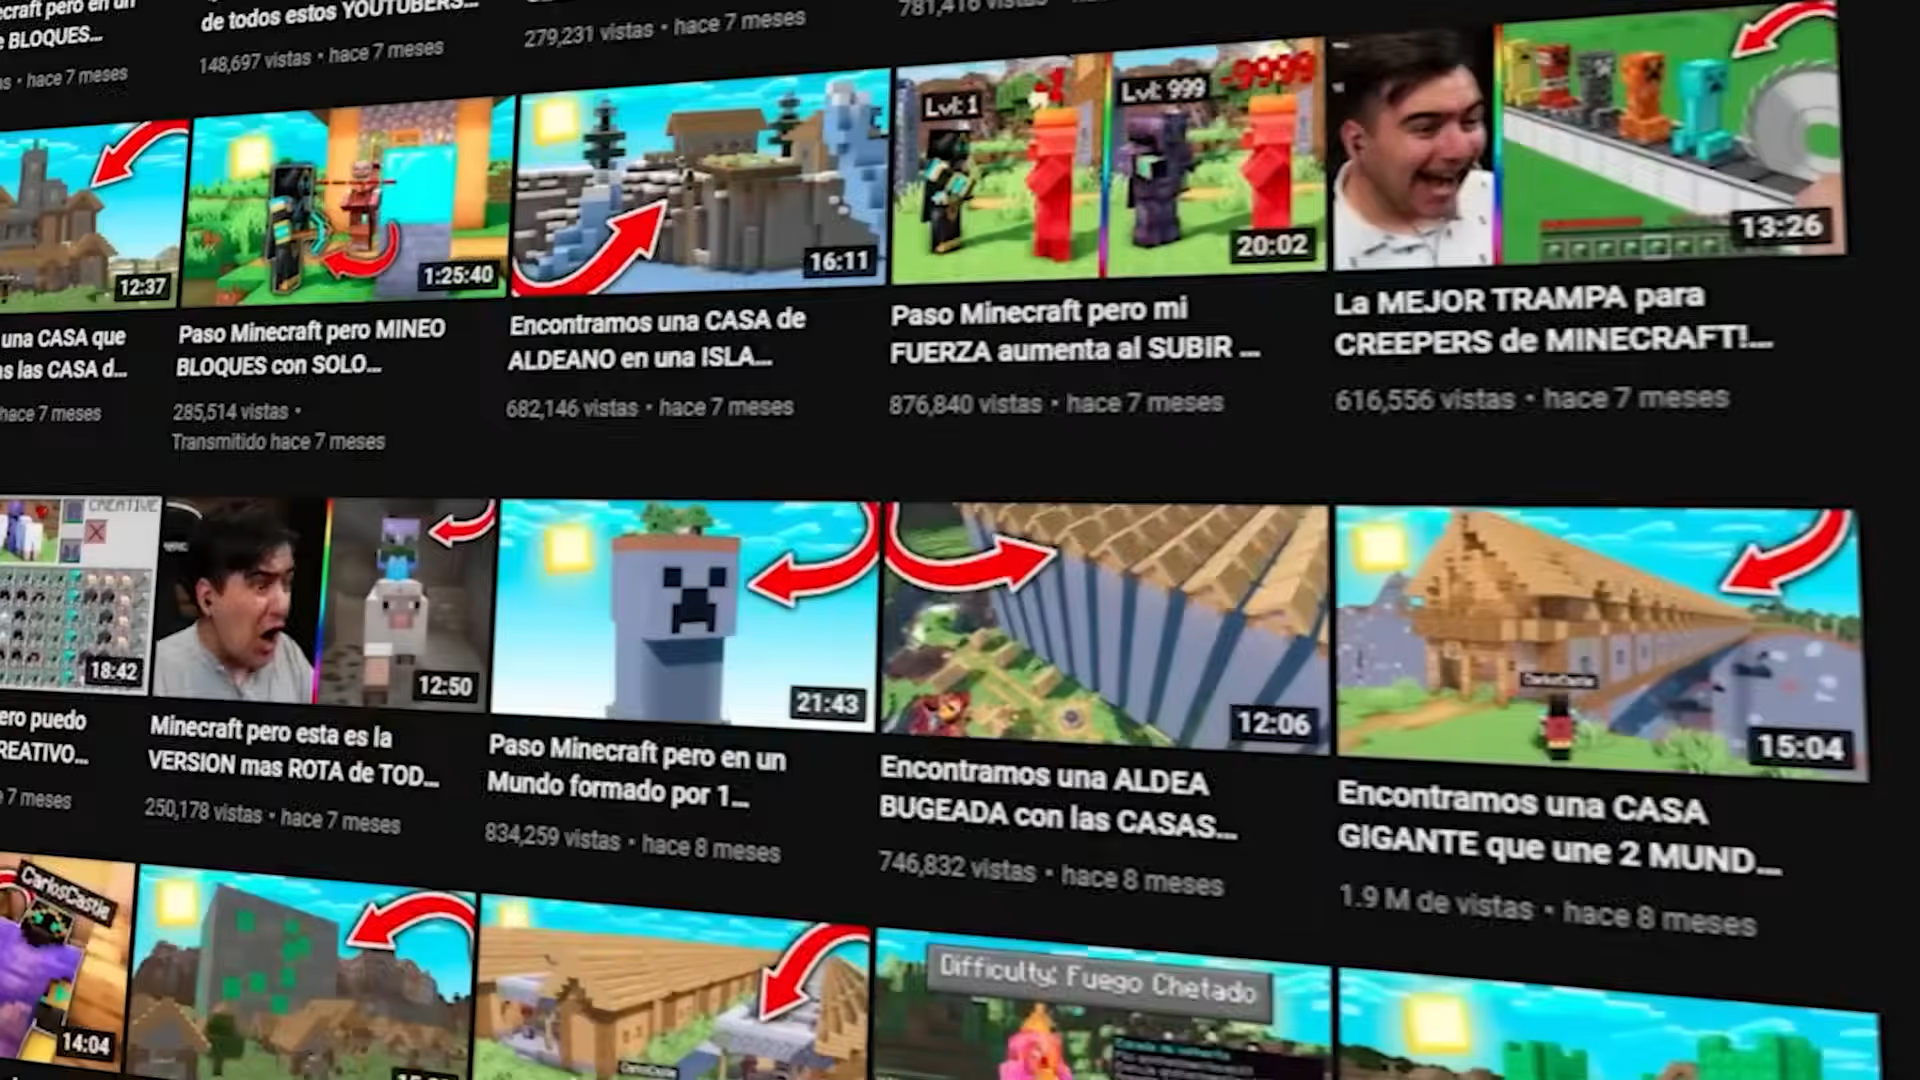 BLOQUES...
hace 7 meses
de todos estos YOUTUBERS...
148,697 vistas • hace 7 meses
279,231 vistas • hace 7 meses
12:37
una CASA que
las CASA d...
hace 7 meses
1:25:40
Paso Minecraft pero MINEO
BLOQUES con SOLO...
285,514 vistas •
Transmitido hace 7 meses
16:11
Encontramos una CASA de
ALDEANO en una ISLA...
682,146 vistas • hace 7 meses
Lvl: 1
Lvl: 999
-9999
20:02
Paso Minecraft pero mi
FUERZA aumenta al SUBIR ...
876,840 vistas • hace 7 meses
13:26
La MEJOR TRAMPA para
CREEPERS de MINECRAFT!...
616,556 vistas • hace 7 meses
CREATIVE
18:42
ero puedo
REATIVO...
7 meses
12:50
Minecraft pero esta es la
VERSION mas ROTA de TOD...
250,178 vistas • hace 7 meses
21:43
Paso Minecraft pero en un
Mundo formado por 1...
834,259 vistas • hace 8 meses
12:06
Encontramos una ALDEA
BUGEADA con las CASAS...
746,832 vistas • hace 8 meses
CarlosCastle
15:04
Encontramos una CASA
GIGANTE que une 2 MUND...
1.9 M de vistas • hace 8 meses
CarlosCastle
14:04
CarlosCastle
Difficulty: Fuego Chetado